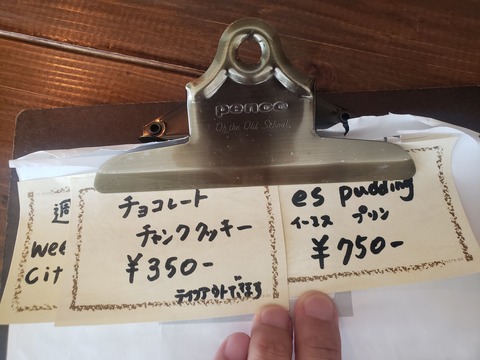 penco
Of the Old School
週
wee
Cit
チョコレート
チャンククッキー
¥350-
テイクアウトできます
es pudding
イースス プリン
¥750-